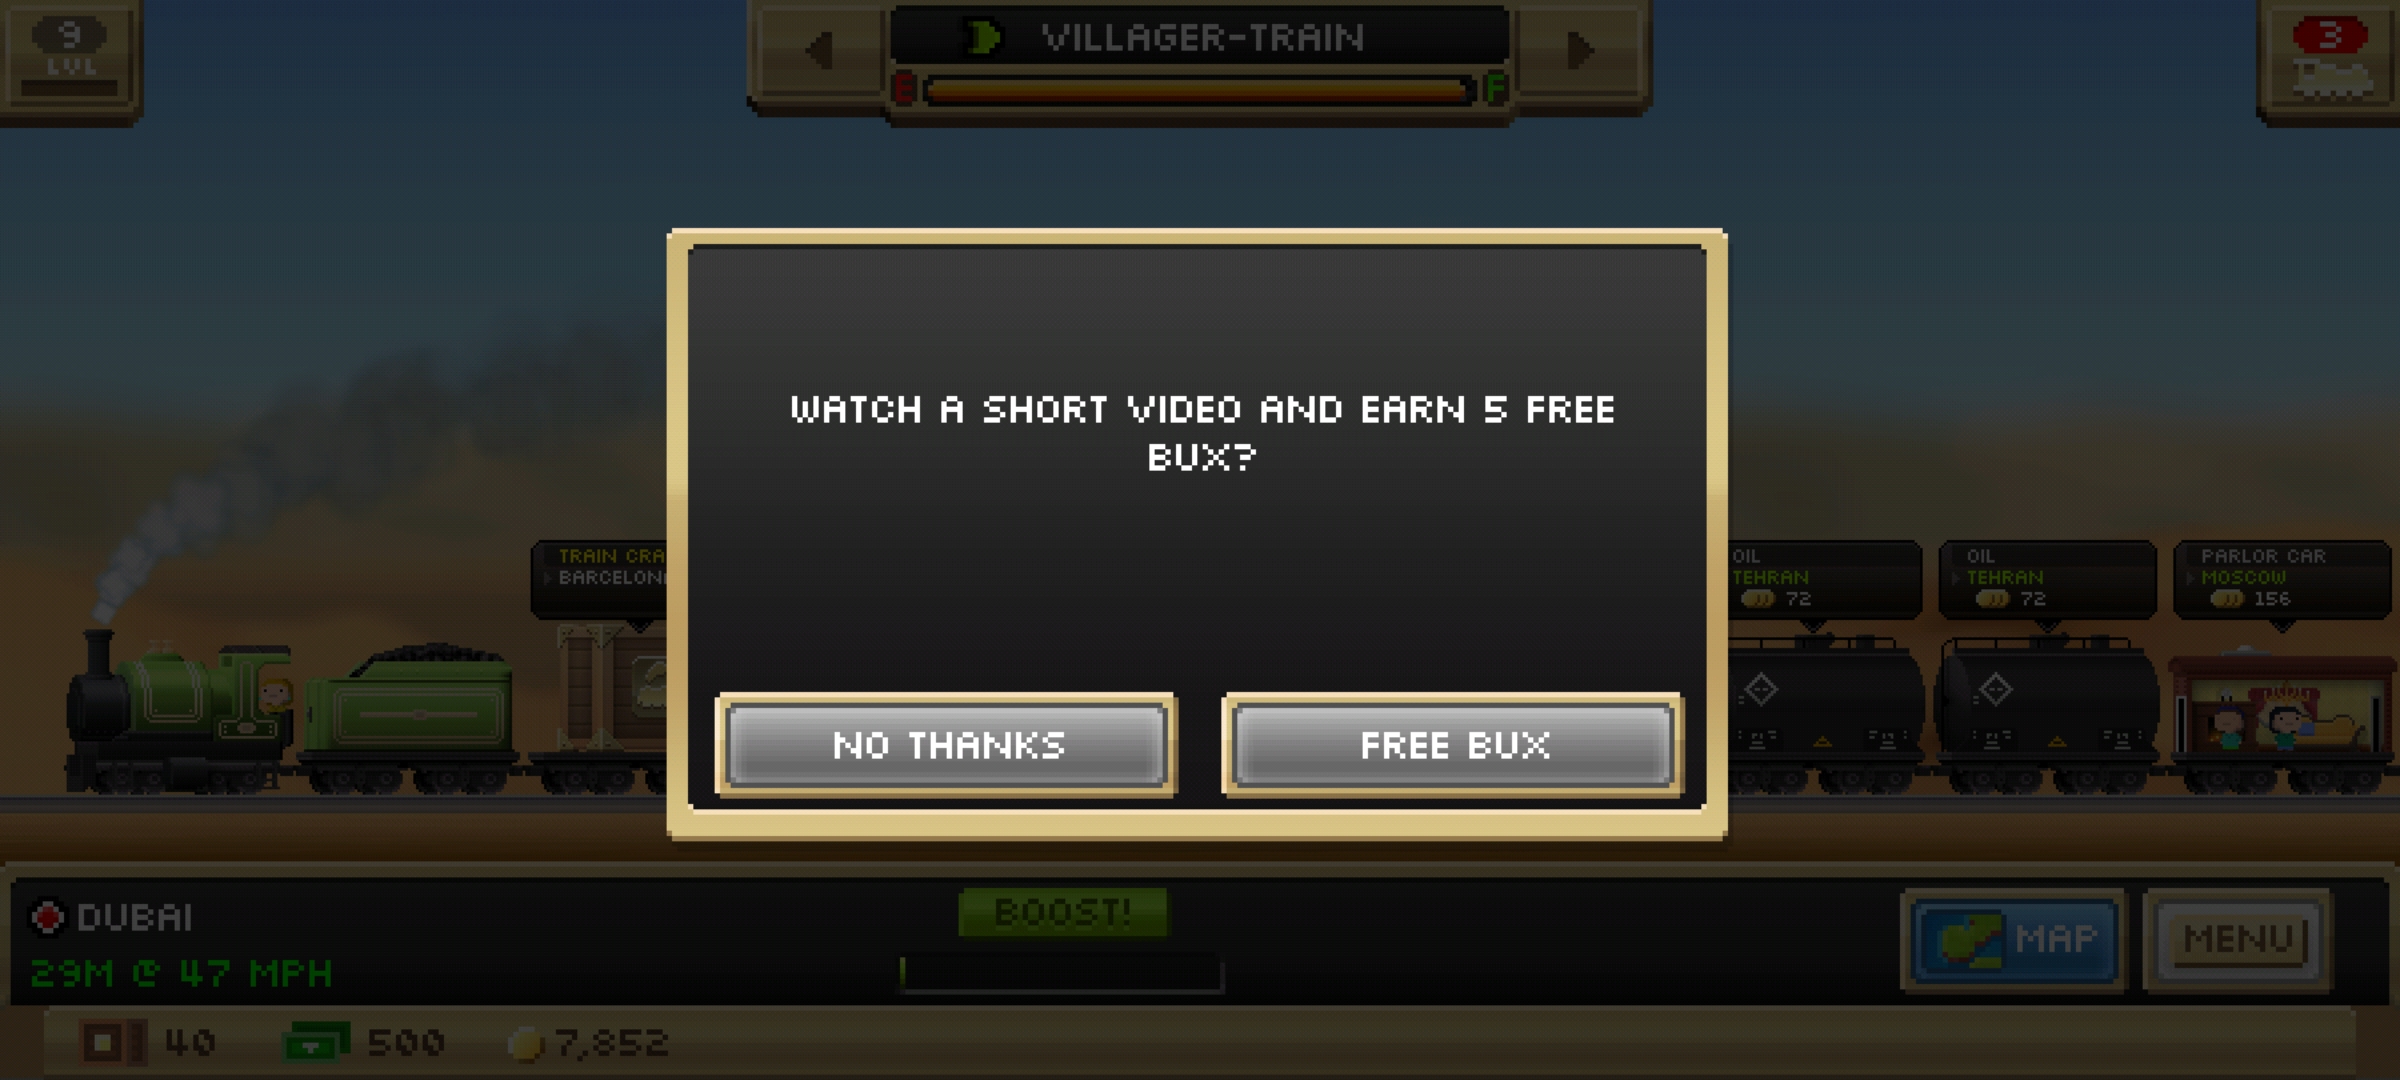 9
LVL
VILLAGER-TRAIN
E F
3
WATCH A SHORT VIDEO AND EARN 5 FREE
BUX?
TRAIN CRA
BARCELON
OIL
TEHRAN
72
OIL
TEHRAN
72
PARLOR CAR
MOSCOW
156
NO THANKS
FREE BUX
DUBAI
29M @ 47 MPH
BOOST!
MAP
MENU
40
500
7,852